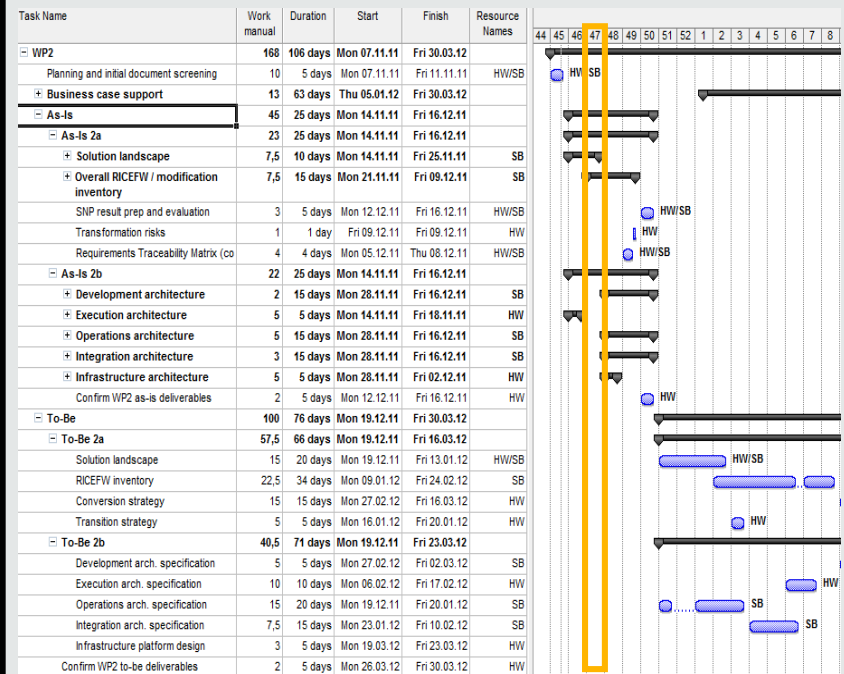 Task Name Work manual Duration Start Finish Resource Names
44 45 46 47 48 49 50 51 52 1 2 3 4 5 6 7 8
WP2 168 106 days Mon 07.11.11 Fri 30.03.12
Planning and initial document screening 10 5 days Mon 07.11.11 Fri 11.11.11 HW/SB HW/SB
Business case support 13 63 days Thu 05.01.12 Fri 30.03.12
As-Is 45 25 days Mon 14.11.11 Fri 16.12.11
As-Is 2a 23 25 days Mon 14.11.11 Fri 16.12.11
Solution landscape 7,5 10 days Mon 14.11.11 Fri 25.11.11 SB
Overall RICEFW / modification 7,5 15 days Mon 21.11.11 Fri 09.12.11 SB
inventory
SNP result prep and evaluation 3 5 days Mon 12.12.11 Fri 16.12.11 HW/SB HW/SB
Transformation risks 1 1 day Fri 09.12.11 Fri 09.12.11 HW HW
Requirements Traceability Matrix (co 4 4 days Mon 05.12.11 Thu 08.12.11 HW/SB HW/SB
As-Is 2b 22 25 days Mon 14.11.11 Fri 16.12.11
Development architecture 2 15 days Mon 28.11.11 Fri 16.12.11 SB
Execution architecture 5 5 days Mon 14.11.11 Fri 18.11.11 HW
Operations architecture 5 15 days Mon 28.11.11 Fri 16.12.11 SB
Integration architecture 3 15 days Mon 28.11.11 Fri 16.12.11 SB
Infrastructure architecture 5 5 days Mon 28.11.11 Fri 02.12.11 HW
Confirm WP2 as-is deliverables 2 5 days Mon 12.12.11 Fri 16.12.11 HW HW
To-Be 100 76 days Mon 19.12.11 Fri 30.03.12
To-Be 2a 57,5 66 days Mon 19.12.11 Fri 16.03.12
Solution landscape 15 20 days Mon 19.12.11 Fri 13.01.12 HW/SB HW/SB
RICEFW inventory 22,5 34 days Mon 09.01.12 Fri 24.02.12 SB
Conversion strategy 15 15 days Mon 27.02.12 Fri 16.03.12 HW
Transition strategy 5 5 days Mon 16.01.12 Fri 20.01.12 HW HW
To-Be 2b 40,5 71 days Mon 19.12.11 Fri 23.03.12
Development arch. specification 5 5 days Mon 27.02.12 Fri 02.03.12 SB
Execution arch. specification 10 10 days Mon 06.02.12 Fri 17.02.12 HW HW
Operations arch. specification 15 20 days Mon 19.12.11 Fri 20.01.12 SB SB
Integration arch. specification 7,5 15 days Mon 23.01.12 Fri 10.02.12 SB SB
Infrastructure platform design 3 5 days Mon 19.03.12 Fri 23.03.12 HW
Confirm WP2 to-be deliverables 2 5 days Mon 26.03.12 Fri 30.03.12 HW